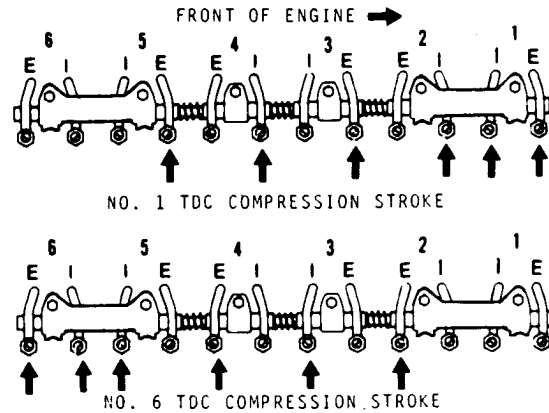 FRONT OF ENGINE
6 5 4 3 2 1
E I I E E I I E E I I E
NO. 1 TDC COMPRESSION STROKE
6 5 4 3 2 1
E I I E E I I E E I I E
NO. 6 TDC COMPRESSION STROKE